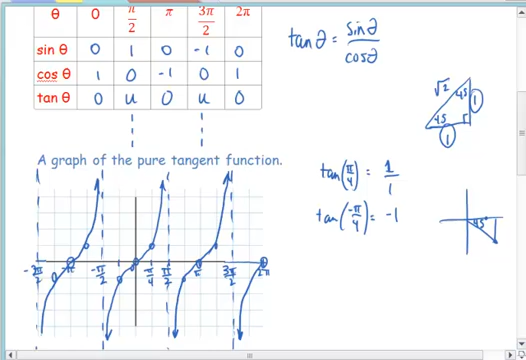 θ 0 π/2 π 3π/2 2π
sin θ 0 1 0 -1 0
cos θ 1 0 -1 0 1
tan θ 0 u 0 u 0
tan∂ = sin∂/cos∂
√2 45 1
45 1
A graph of the pure tangent function.
tan(π/4) = 1/1
tan(-π/4) = -1
45
-3π/2 -π -π/2 π/4 π/2 π 3π/2 2π